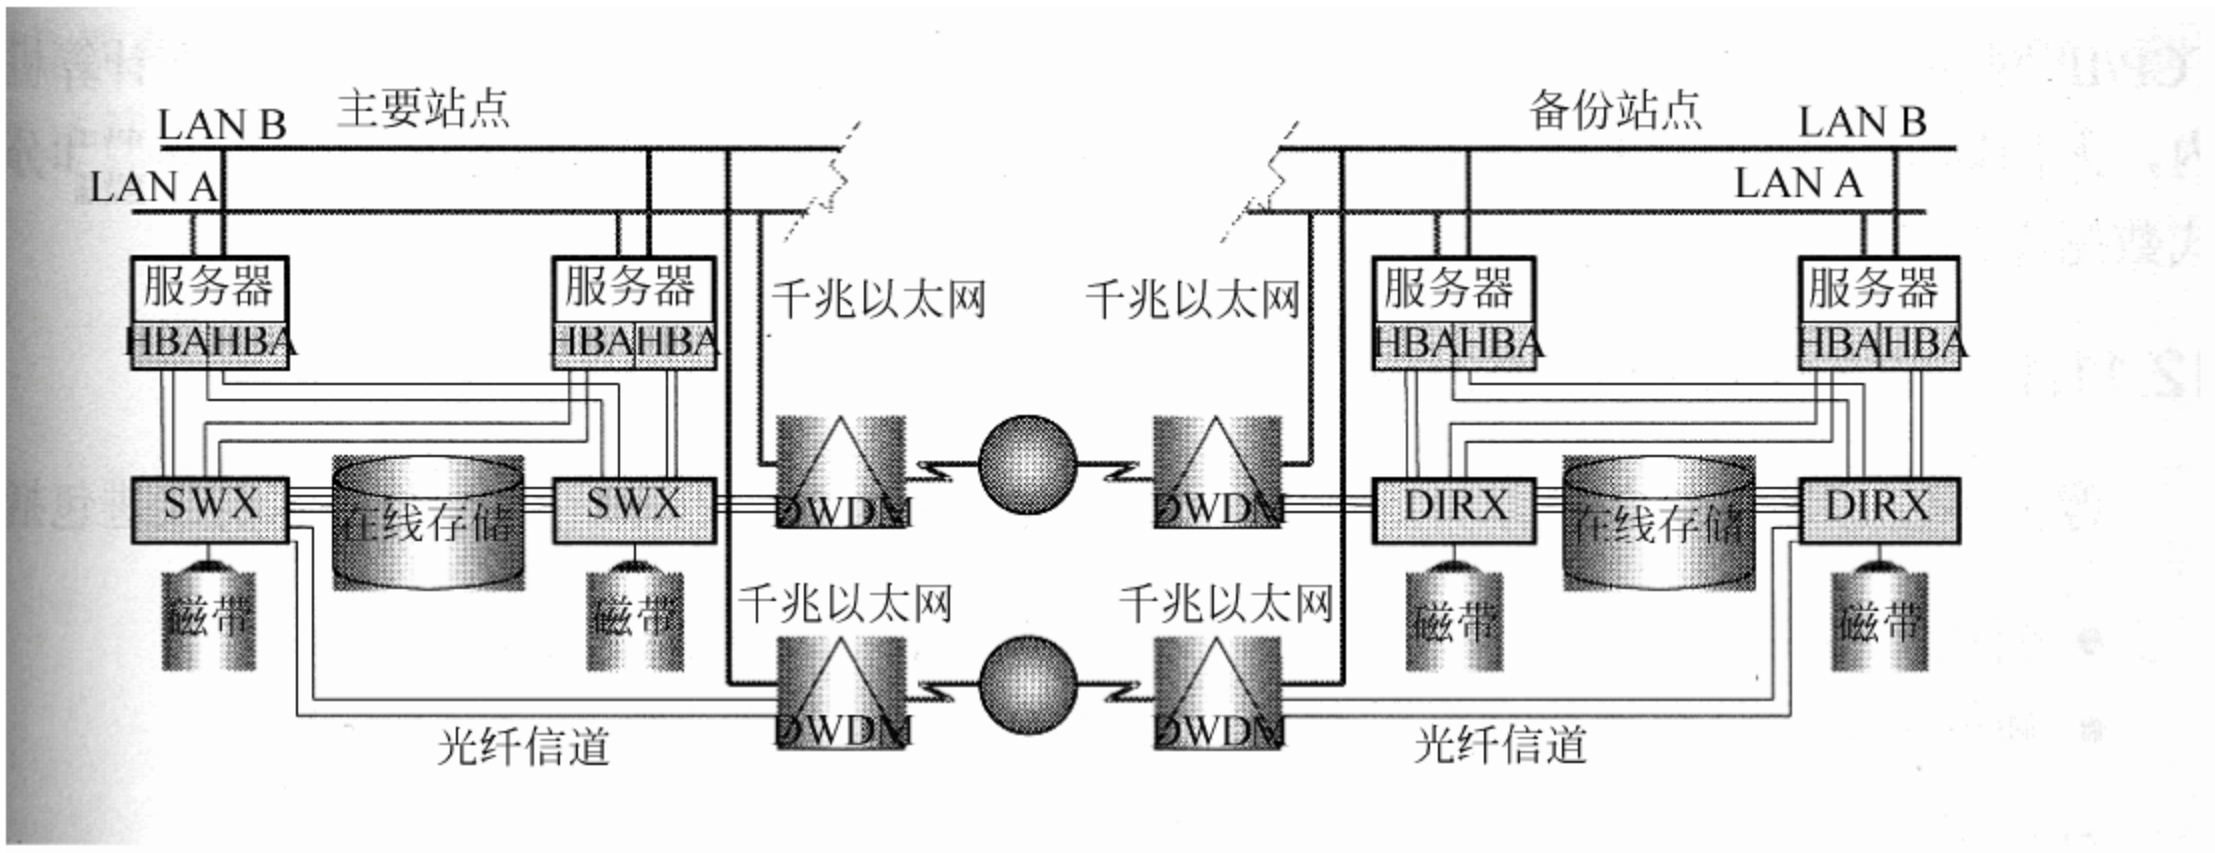 主要站点
备份站点
LAN B
LAN B
LAN A
LAN A
服务器
服务器
千兆以太网
千兆以太网
服务器
服务器
HBA HBA
HBA HBA
HBA HBA
HBA HBA
SWX
在线存储
SWX
DWDM
DWDM
DIRX
在线存储
DIRX
磁带
磁带
千兆以太网
千兆以太网
磁带
磁带
DWDM
DWDM
光纤信道
光纤信道